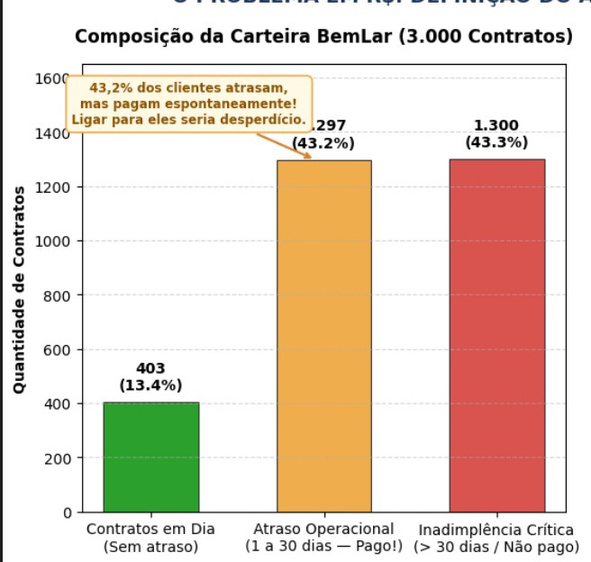 Composição da Carteira BemLar (3.000 Contratos)
43,2% dos clientes atrasam,
mas pagam espontaneamente!
Ligar para eles seria desperdício.
Quantidade de Contratos
1600
1400
1200
1000
800
600
400
200
0
403
(13.4%)
.297
(43.2%)
1.300
(43.3%)
Contratos em Dia
(Sem atraso)
Atraso Operacional
(1 a 30 dias — Pago!)
Inadimplência Crítica
(> 30 dias / Não pago)